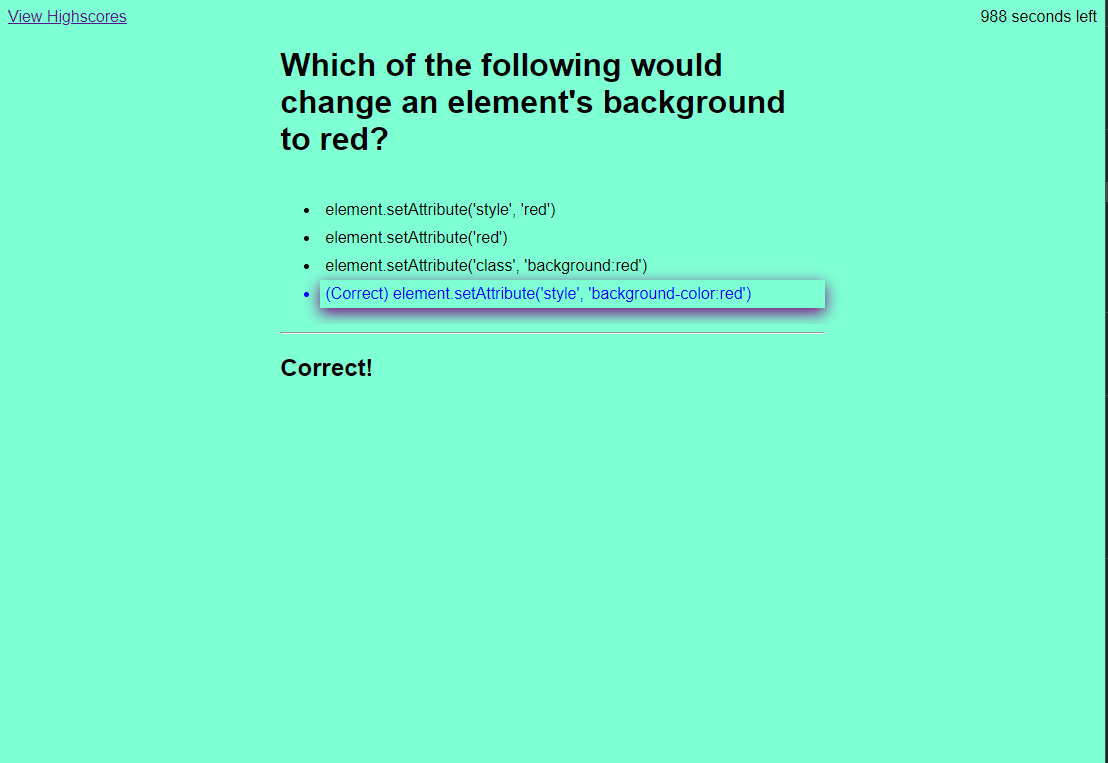 View Highscores
988 seconds left
Which of the following would
change an element's background
to red?
element.setAttribute('style', 'red')
element.setAttribute('red')
element.setAttribute('class', 'background:red')
(Correct) element.setAttribute('style', 'background-color:red')
Correct!